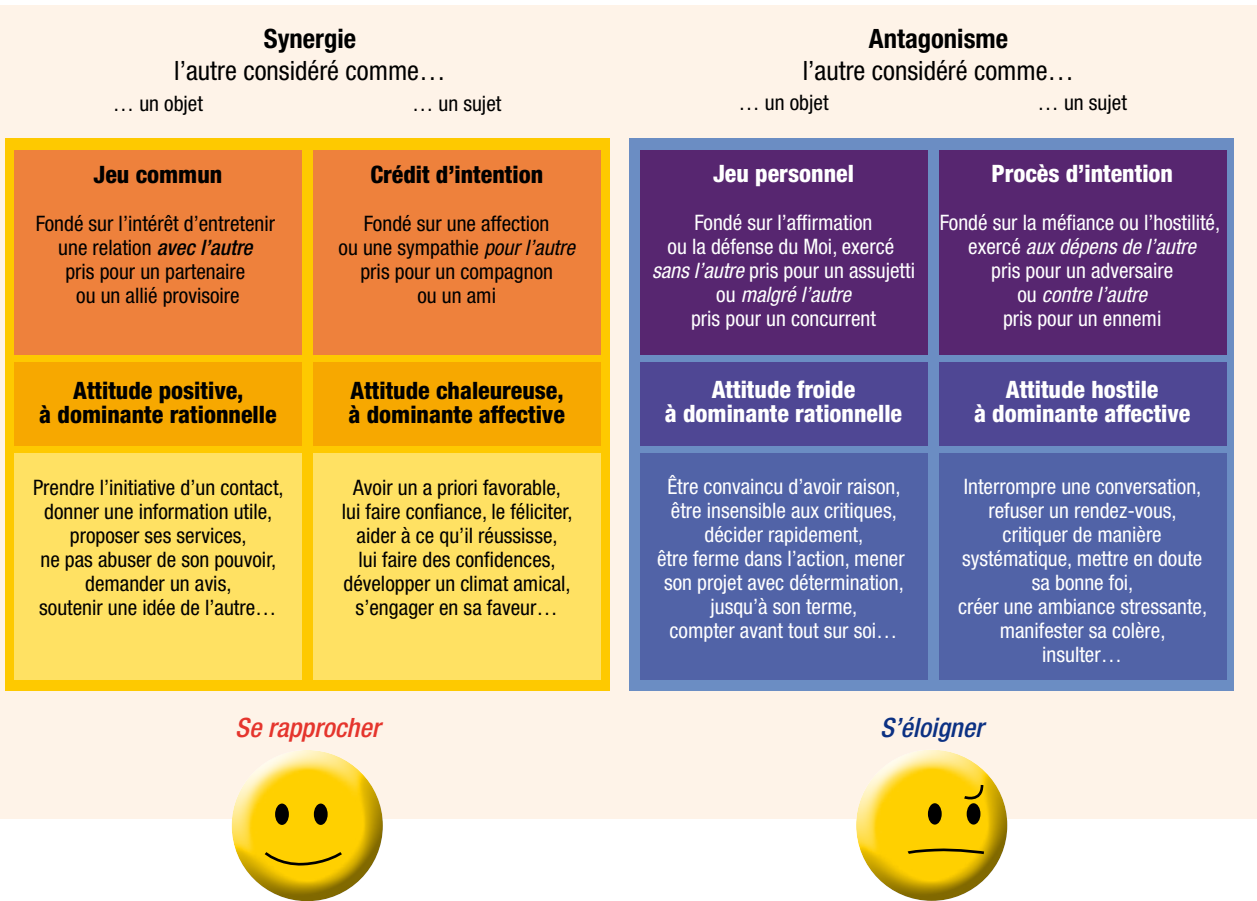 Synergie
l'autre considéré comme…
… un objet
… un sujet
Jeu commun
Fondé sur l'intérêt d'entretenir
une relation avec l'autre
pris pour un partenaire
ou un allié provisoire
Crédit d'intention
Fondé sur une affection
ou une sympathie pour l'autre
pris pour un compagnon
ou un ami
Attitude positive,
à dominante rationnelle
Attitude chaleureuse,
à dominante affective
Prendre l'initiative d'un contact,
donner une information utile,
proposer ses services,
ne pas abuser de son pouvoir,
demander un avis,
soutenir une idée de l'autre…
Avoir un a priori favorable,
lui faire confiance, le féliciter,
aider à ce qu'il réussisse,
lui faire des confidences,
développer un climat amical,
s'engager en sa faveur…
Se rapprocher
Antagonisme
l'autre considéré comme…
… un objet
… un sujet
Jeu personnel
Fondé sur l'affirmation
ou la défense du Moi, exercé
sans l'autre pris pour un assujetti
ou malgré l'autre
pris pour un concurrent
Procès d'intention
Fondé sur la méfiance ou l'hostilité,
exercé aux dépens de l'autre
pris pour un adversaire
ou contre l'autre
pris pour un ennemi
Attitude froide
à dominante rationnelle
Attitude hostile
à dominante affective
Être convaincu d'avoir raison,
être insensible aux critiques,
décider rapidement,
être ferme dans l'action, mener
son projet avec détermination,
jusqu'à son terme,
compter avant tout sur soi…
Interrompre une conversation,
refuser un rendez-vous,
critiquer de manière
systématique, mettre en doute
sa bonne foi,
créer une ambiance stressante,
manifester sa colère,
insulter…
S'éloigner